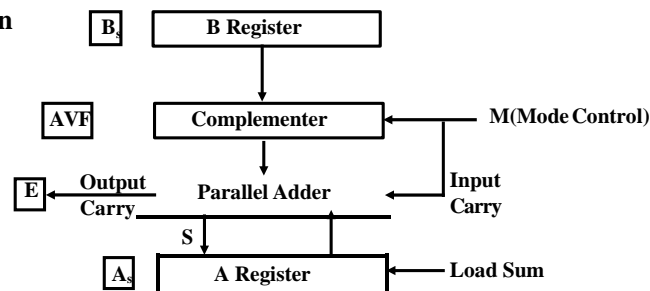 n
Bs
B Register
AVF
Complementer
M(Mode Control)
E
Output
Carry
Parallel Adder
Input
Carry
S
As
A Register
Load Sum